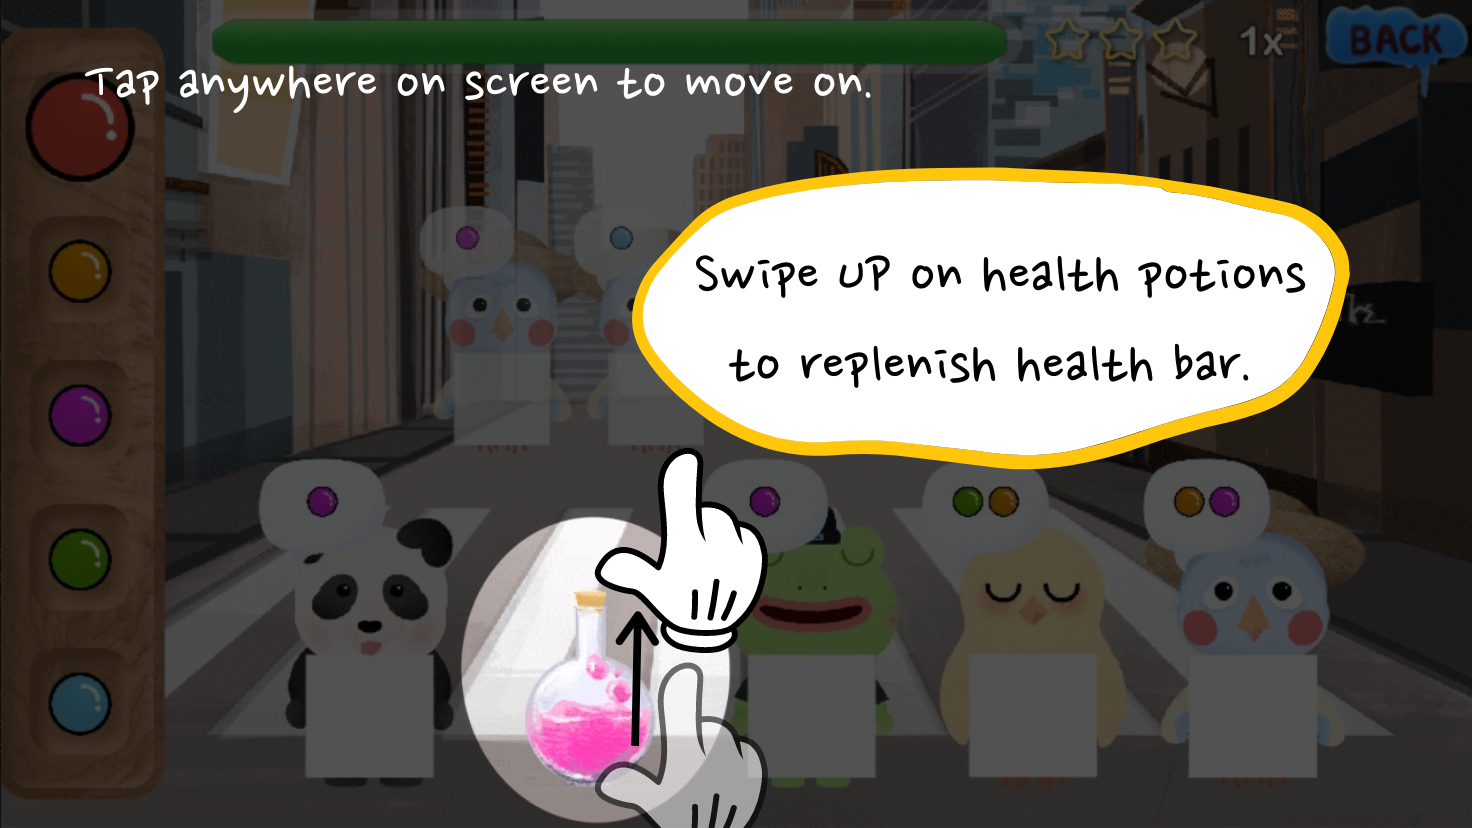 1x
BACK
Tap anywhere on screen to move on.
Swipe UP on health potions
to replenish health bar.